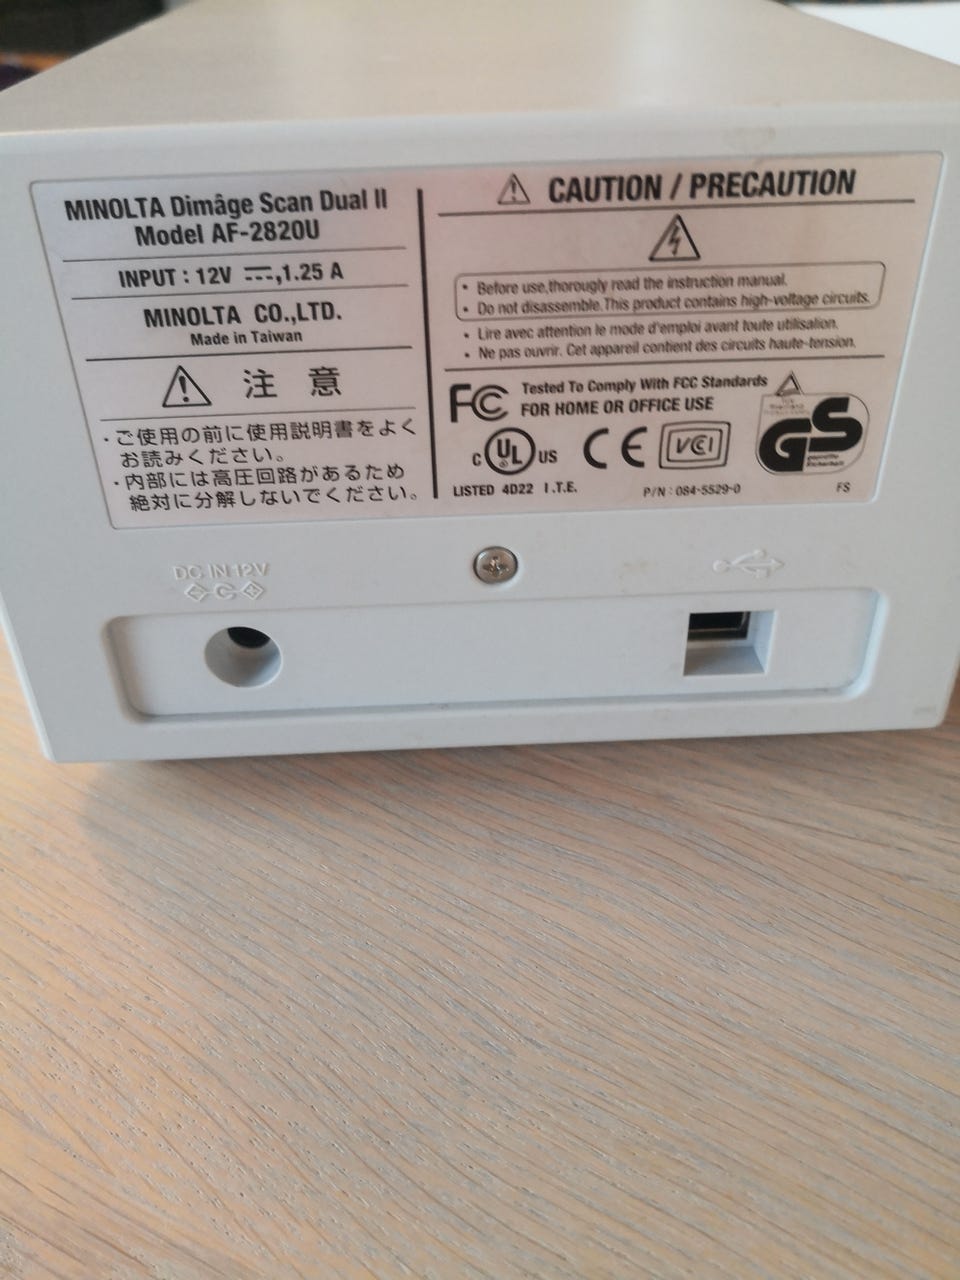 MINOLTA Dimâge Scan Dual II
Model AF-2820U
INPUT : 12V ⎓,1.25 A
MINOLTA CO.,LTD.
Made in Taiwan
注 意
・ご使用の前に使用説明書をよく
お読みください。
・内部には高圧回路があるため
絶対に分解しないでください。
CAUTION / PRECAUTION
• Before use,thorougly read the instruction manual.
• Do not disassemble.This product contains high-voltage circuits.
• Lire avec attention le mode d'emploi avant toute utilisation.
• Ne pas ouvrir. Cet appareil contient des circuits haute-tension.
FC Tested To Comply With FCC Standards
FOR HOME OR OFFICE USE
C UL US CE VCI GS
geprüfte
Sicherheit
LISTED 4D22 I.T.E. P/N : 084-5529-0 FS
DC IN 12V